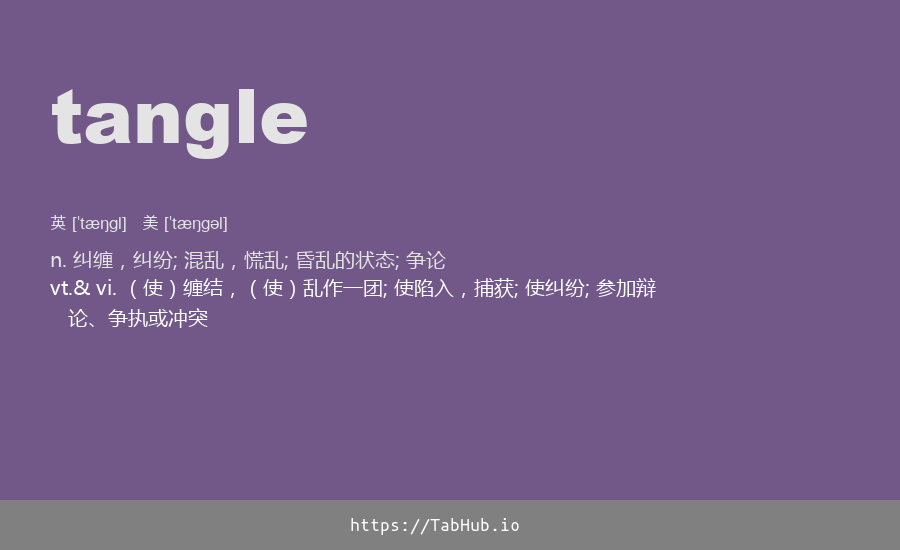 tangle
英 [ˈtæŋgl] 美 [ˈtæŋgəl]
n. 纠缠，纠纷; 混乱，慌乱; 昏乱的状态; 争论
vt.& vi. （使）缠结，（使）乱作一团; 使陷入，捕获; 使纠纷; 参加辩
论、争执或冲突
https://TabHub.io